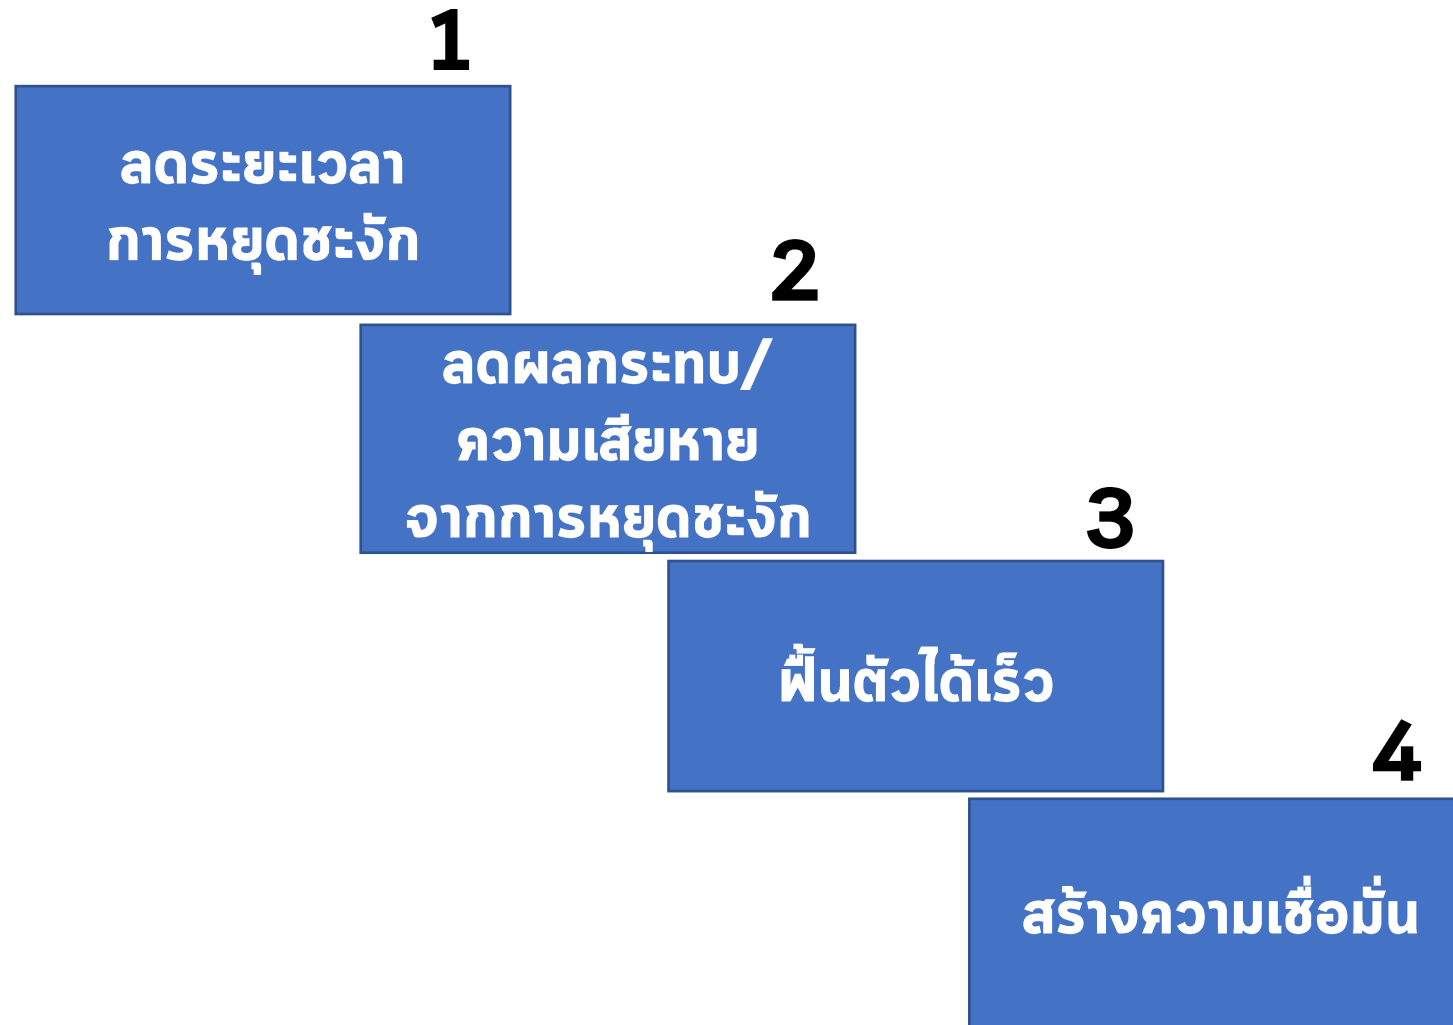 1
ลดระยะเวลา
การหยุดชะงัก
2
ลดผลกระทบ/
ความเสียหาย
จากการหยุดชะงัก
3
ฟื้นตัวได้เร็ว
4
สร้างความเชื่อมั่น